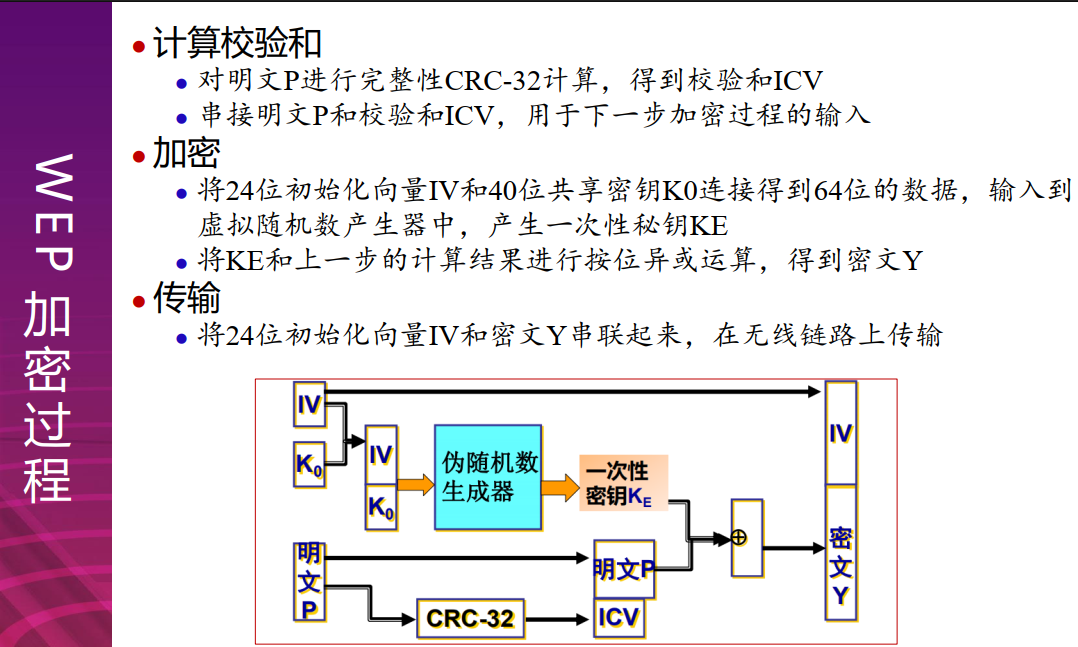 WEP 加密过程
计算校验和
对明文P进行完整性CRC-32计算，得到校验和ICV
串接明文P和校验和ICV，用于下一步加密过程的输入
加密
将24位初始化向量IV和40位共享密钥K0连接得到64位的数据，输入到
虚拟随机数产生器中，产生一次性秘钥KE
将KE和上一步的计算结果进行按位异或运算，得到密文Y
传输
将24位初始化向量IV和密文Y串联起来，在无线链路上传输
IV
K0
IV
K0
伪随机数
生成器
一次性
密钥KE
⊕
明文P
明文P
CRC-32
ICV
IV
密文Y